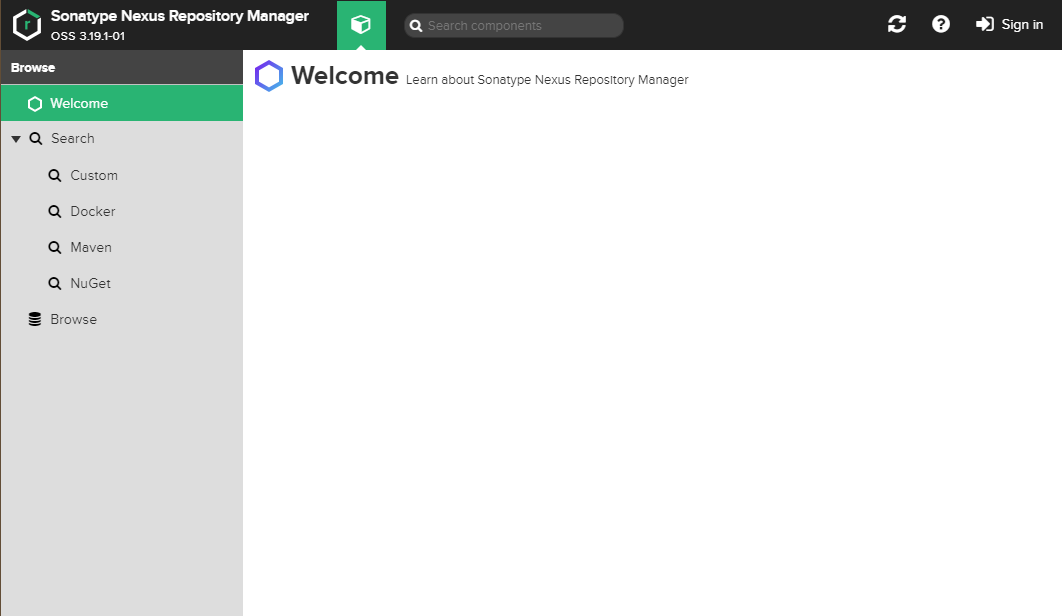 Sonatype Nexus Repository Manager
OSS 3.19.1-01
Search components
Sign in
Browse
Welcome
Search
Custom
Docker
Maven
NuGet
Browse
Welcome Learn about Sonatype Nexus Repository Manager